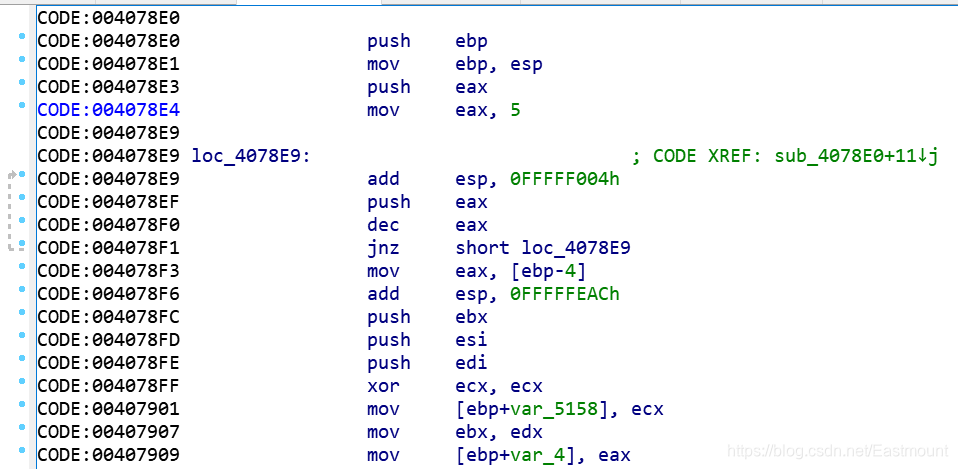 CODE:004078E0
CODE:004078E0 push ebp
CODE:004078E1 mov ebp, esp
CODE:004078E3 push eax
CODE:004078E4 mov eax, 5
CODE:004078E9
CODE:004078E9 loc_4078E9: ; CODE XREF: sub_4078E0+11↓j
CODE:004078E9 add esp, 0FFFFF004h
CODE:004078EF push eax
CODE:004078F0 dec eax
CODE:004078F1 jnz short loc_4078E9
CODE:004078F3 mov eax, [ebp-4]
CODE:004078F6 add esp, 0FFFFFEACh
CODE:004078FC push ebx
CODE:004078FD push esi
CODE:004078FE push edi
CODE:004078FF xor ecx, ecx
CODE:00407901 mov [ebp+var_5158], ecx
CODE:00407907 mov ebx, edx
CODE:00407909 mov [ebp+var_4], eax
https://blog.csdn.net/Eastmount